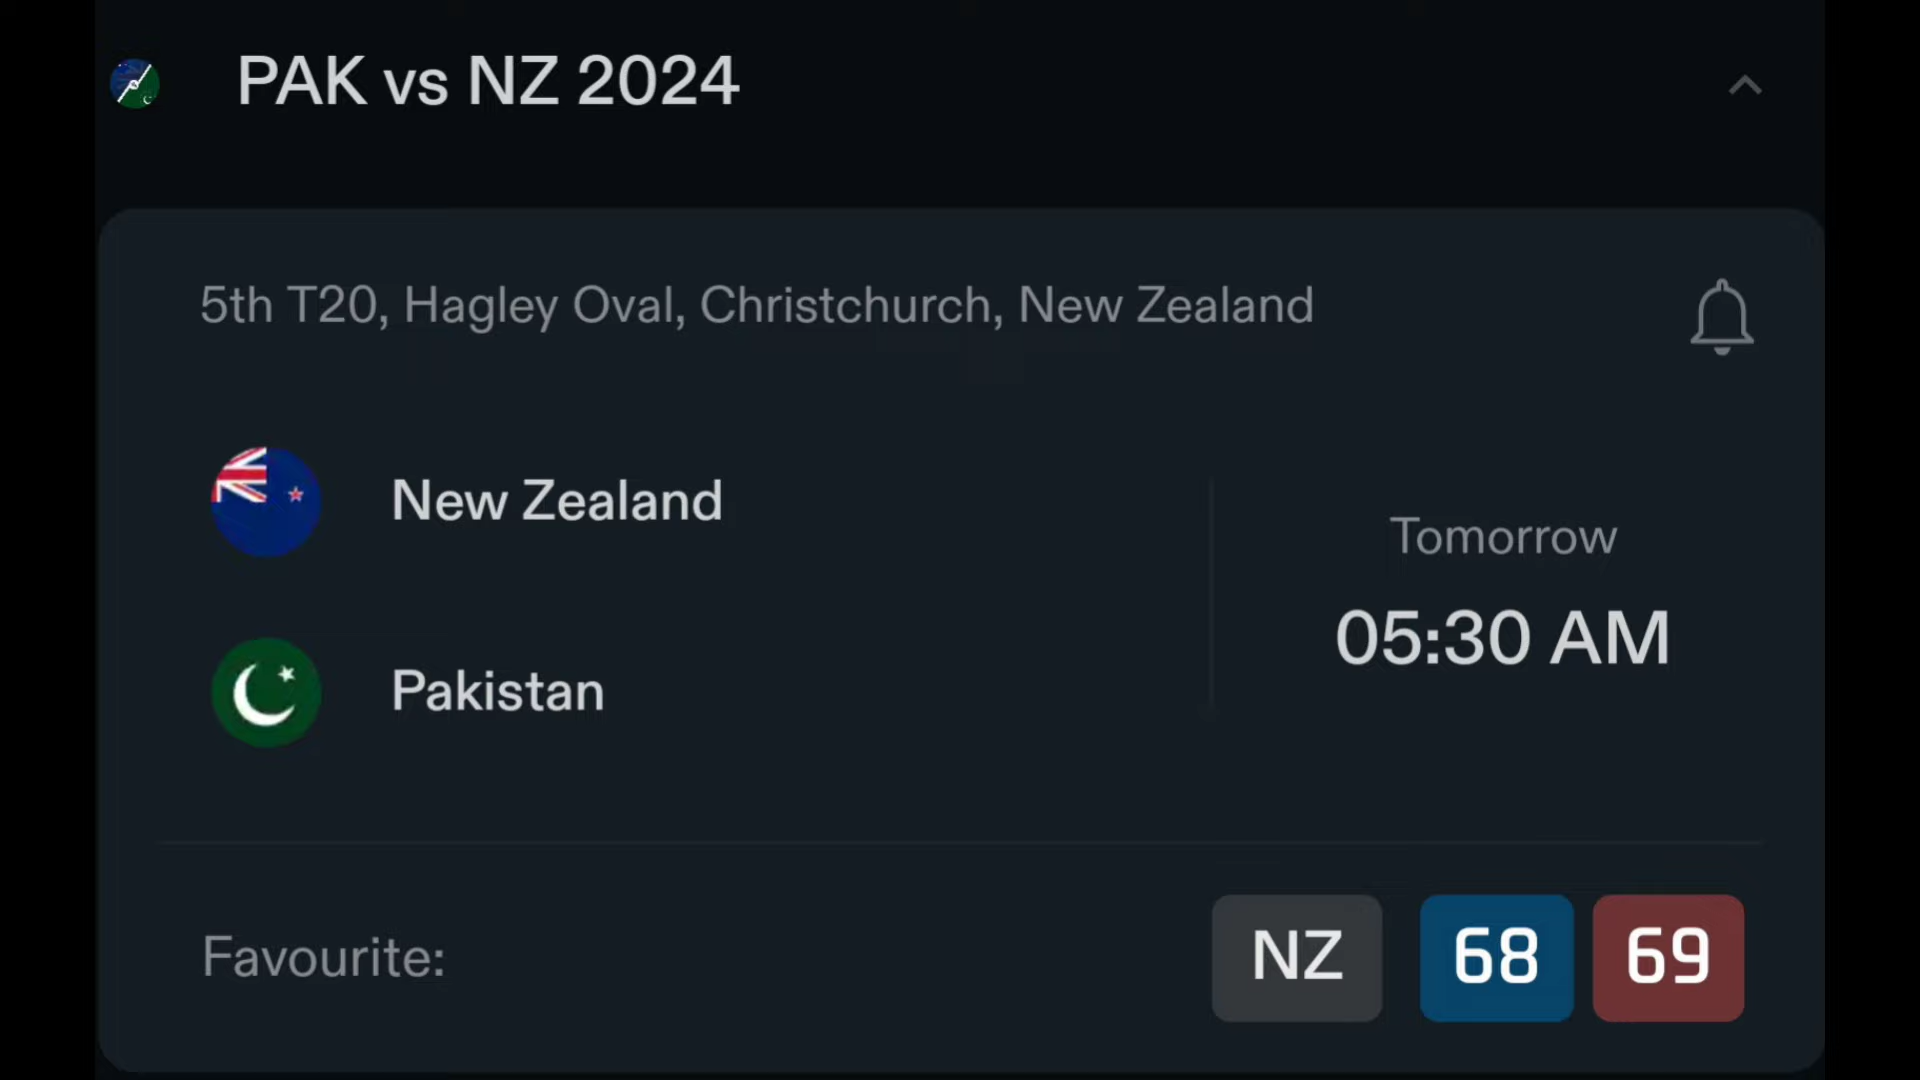 PAK vs NZ 2024
5th T20, Hagley Oval, Christchurch, New Zealand
New Zealand
Pakistan
Tomorrow
05:30 AM
Favourite:
NZ 68 69